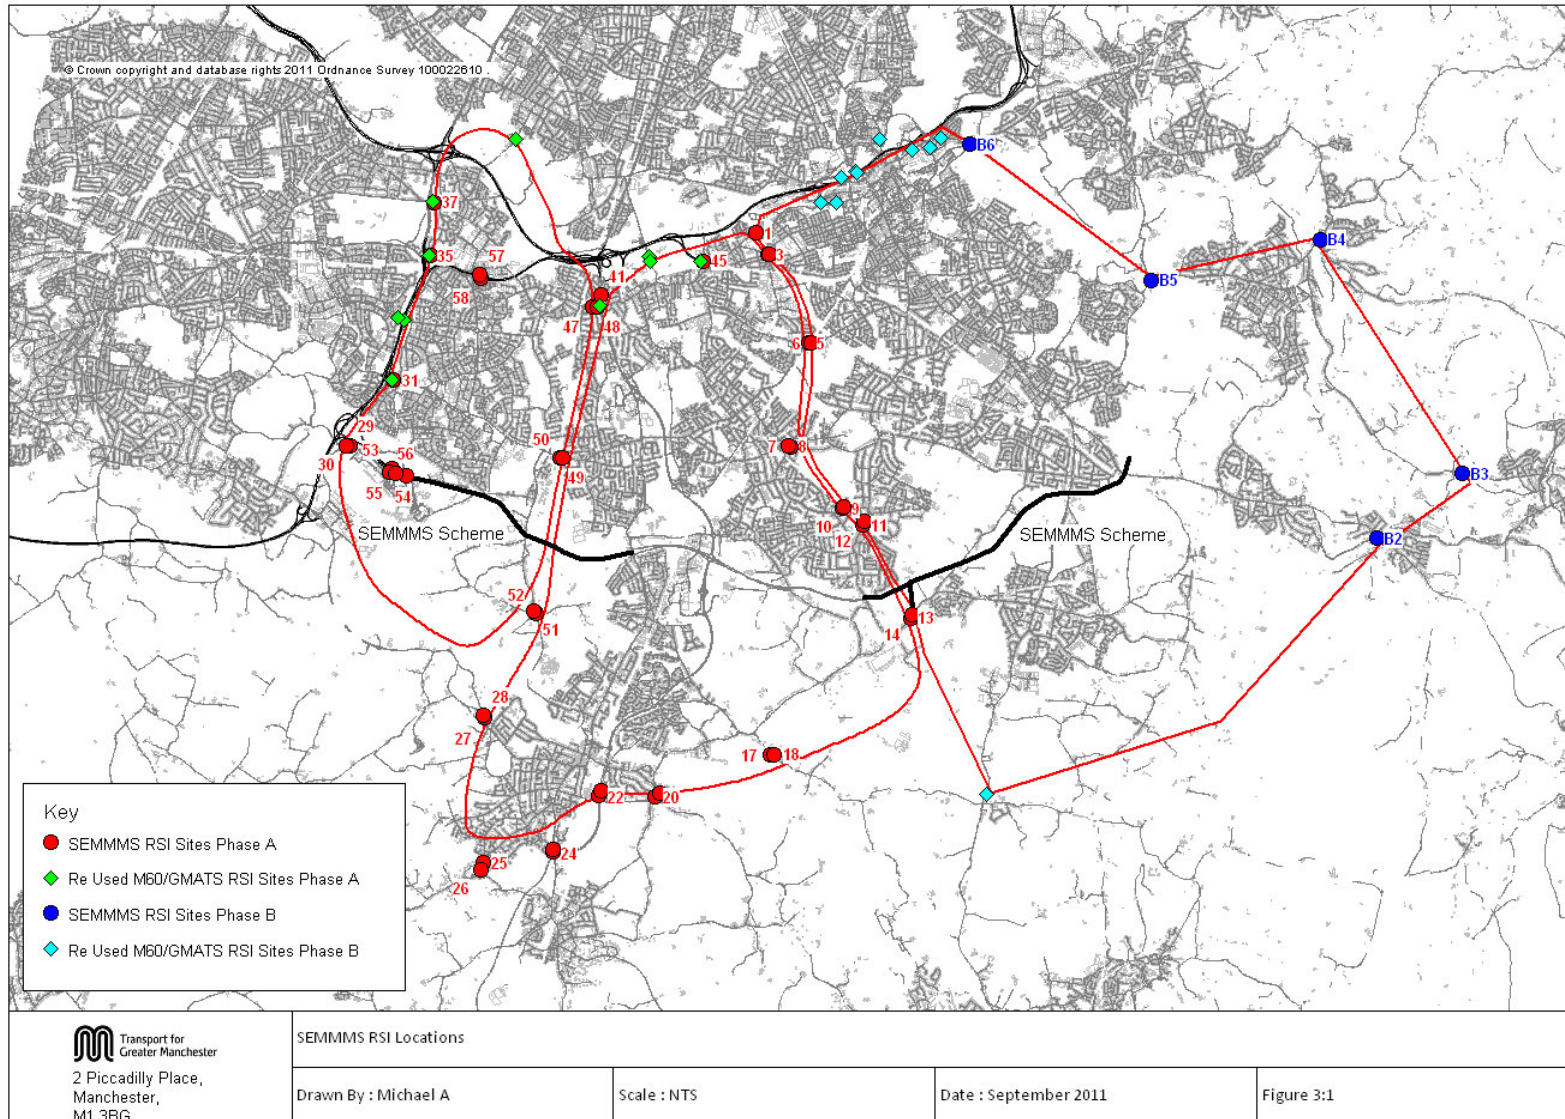 © Crown copyright and database rights 2011 Ordnance Survey 100022610 .
B6
37
1
B4
35
57
3
45
B5
58
41
47
48
6
5
31
29
50
7
8
30
53
56
49
B3
55
54
9
10
11
12
SEMMMS Scheme
SEMMMS Scheme
B2
52
51
13
14
28
27
17
18
22
20
24
25
26
Key
SEMMMS RSI Sites Phase A
Re Used M60/GMATS RSI Sites Phase A
SEMMMS RSI Sites Phase B
Re Used M60/GMATS RSI Sites Phase B
Transport for
Greater Manchester
2 Piccadilly Place,
Manchester,
M1 3BG
SEMMMS RSI Locations
Drawn By : Michael A
Scale : NTS
Date : September 2011
Figure 3:1